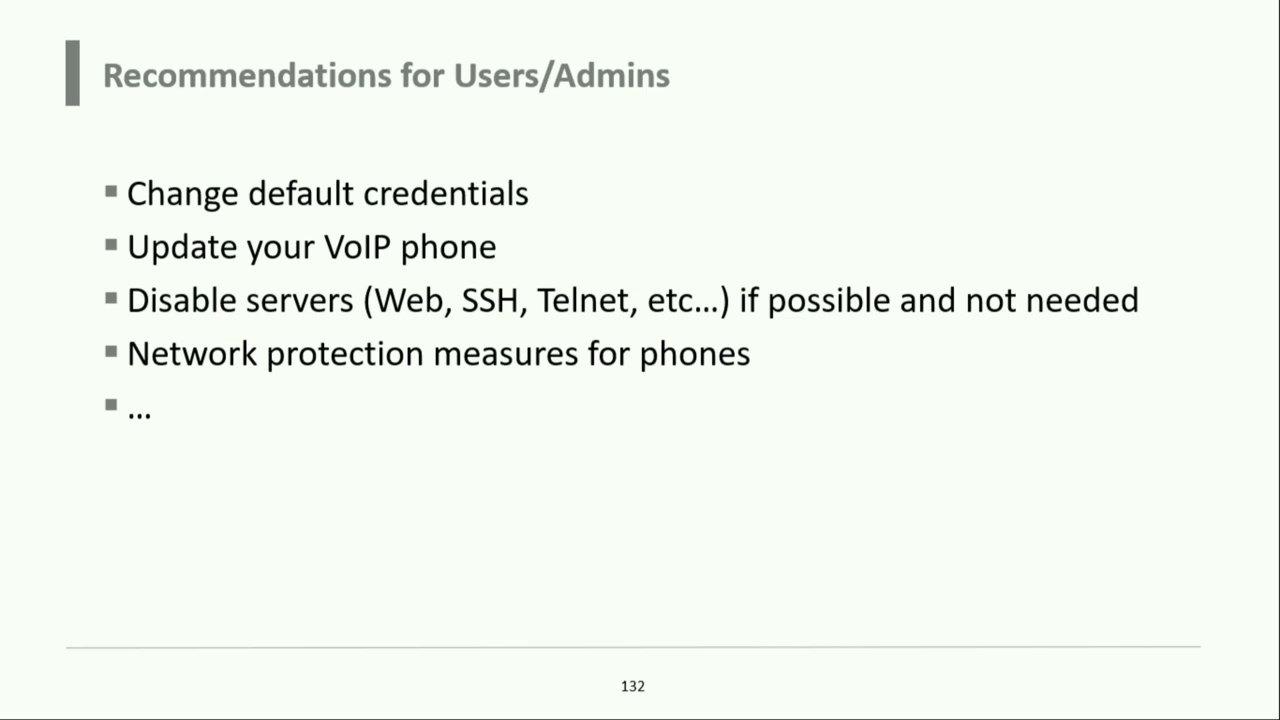 Recommendations for Users/Admins
▪ Change default credentials
▪ Update your VoIP phone
▪ Disable servers (Web, SSH, Telnet, etc...) if possible and not needed
▪ Network protection measures for phones
▪ ...
132